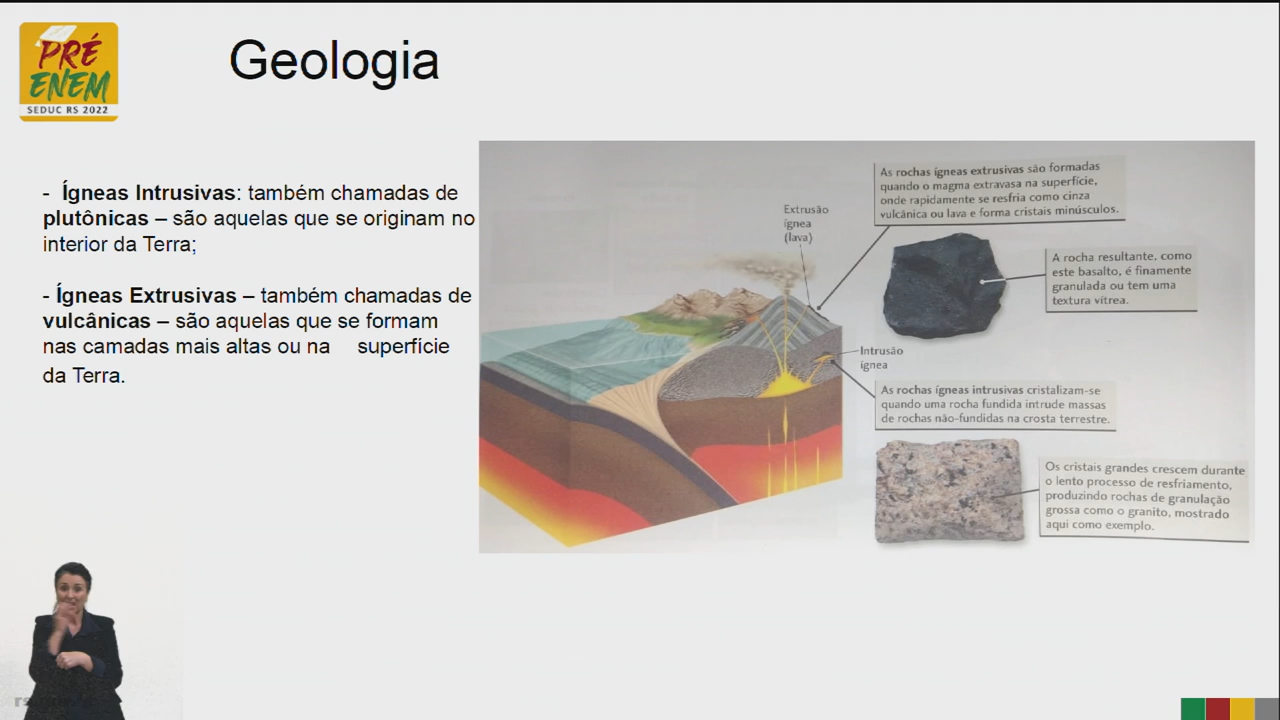 PRÉ
ENEM
SEDUC RS 2022
Geologia
- Ígneas Intrusivas: também chamadas de
plutônicas – são aquelas que se originam no
interior da Terra;
- Ígneas Extrusivas – também chamadas de
vulcânicas – são aquelas que se formam
nas camadas mais altas ou na superfície
da Terra.
As rochas ígneas extrusivas são formadas
quando o magma extravasa na superfície,
onde rapidamente se resfria como cinza
vulcânica ou lava e forma cristais minúsculos.
Extrusão
ígnea
(lava)
A rocha resultante, como
este basalto, é finamente
granulada ou tem uma
textura vítrea.
Intrusão
ígnea
As rochas ígneas intrusivas cristalizam-se
quando uma rocha fundida intrude massas
de rochas não-fundidas na crosta terrestre.
Os cristais grandes crescem durante
o lento processo de resfriamento,
produzindo rochas de granulação
grossa como o granito, mostrado
aqui como exemplo.